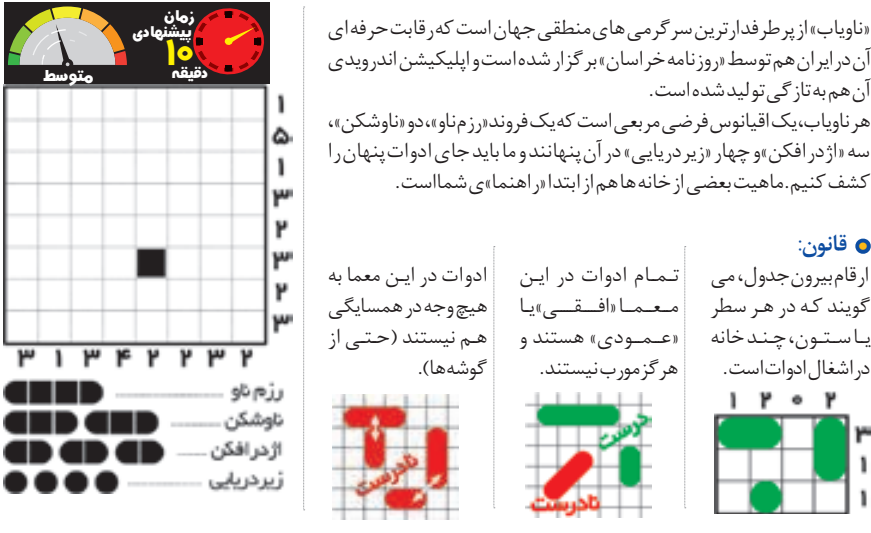 «ناویاب» از پرطرفدارترین سرگرمی های منطقی جهان است که رقابت حرفه ای
آن در ایران هم توسط «روزنامه خراسان» برگزار شده است و اپلیکیشن اندرویدی
آن هم به تازگی تولید شده است.
هر ناویاب، یک اقیانوس فرضی مربعی است که یک فروند «رزم ناو»، دو «ناوشکن»،
سه «اژدرافکن» و چهار «زیردریایی» در آن پنهانند و ما باید جای ادوات پنهان را
کشف کنیم. ماهیت بعضی از خانه ها هم از ابتدا «راهنما»ی شمااست.
قانون:
ارقام بیرون جدول، می
گویند که در هر سطر
یا ستون، چند خانه
در اشغال ادوات است.
۱ ۲ ۰ ۲
۳
۱
۱
تمام ادوات در این
معما «افقی» یا
«عمودی» هستند و
هرگز مورب نیستند.
درست
نادرست
ادوات در این معما به
هیچ وجه در همسایگی
هم نیستند (حتی از
گوشه‌ها).
نادرست
زمان
پیشنهادی
۱۰
دقیقه
متوسط
۱
۵
۱
۳
۲
۳
۲
۳
۳ ۱ ۳ ۴ ۲ ۲ ۳ ۲
رزم ناو
ناوشکن
اژدرافکن
زیردریایی